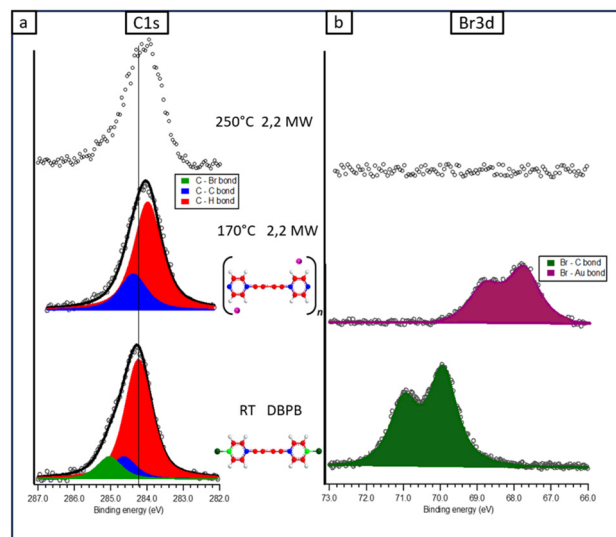 a
C1s
b
Br3d
250°C 2,2 MW
C - Br bond
C - C bond
C - H bond
170°C 2,2 MW
n
Br - C bond
Br - Au bond
RT DBPB
287.0 286.0 285.0 284.0 283.0 282.0
Binding energy (eV)
73.0 72.0 71.0 70.0 69.0 68.0 67.0 66.0
Binding energy (eV)